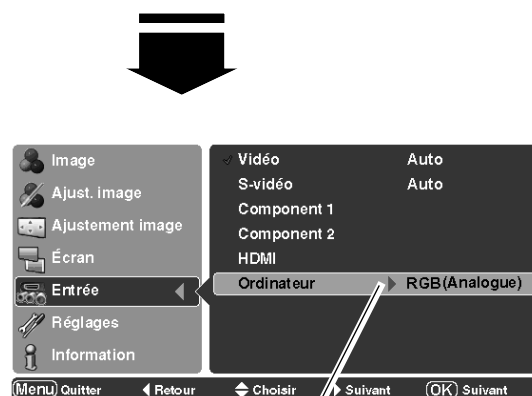 Image
Ajust. image
Ajustement image
Écran
Entrée
Réglages
Information
Vidéo Auto
S-vidéo Auto
Component 1
Component 2
HDMI
Ordinateur RGB(Analogue)
Menu Quitter Retour Choisir Suivant OK Suivant